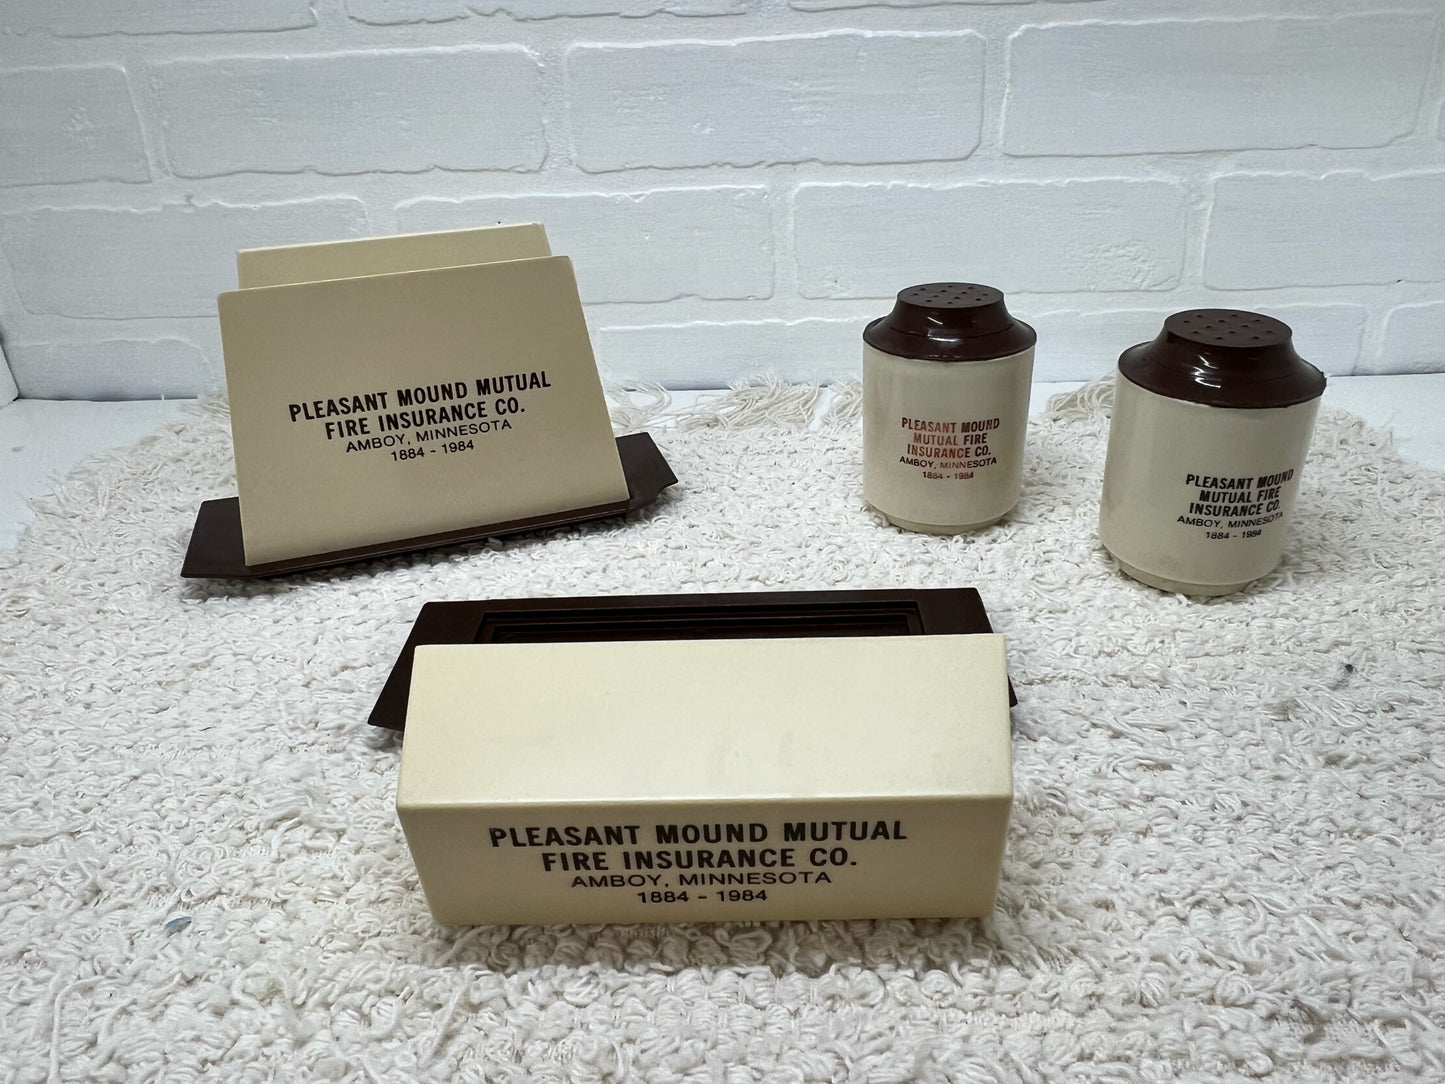 PLEASANT MOUND MUTUAL
FIRE INSURANCE CO.
AMBOY, MINNESOTA
1884 - 1984
PLEASANT MOUND
MUTUAL FIRE
INSURANCE CO.
AMBOY, MINNESOTA
1884 - 1984
PLEASANT MOUND
MUTUAL FIRE
INSURANCE CO.
AMBOY, MINNESOTA
1884 - 1984
PLEASANT MOUND MUTUAL
FIRE INSURANCE CO.
AMBOY, MINNESOTA
1884 - 1984